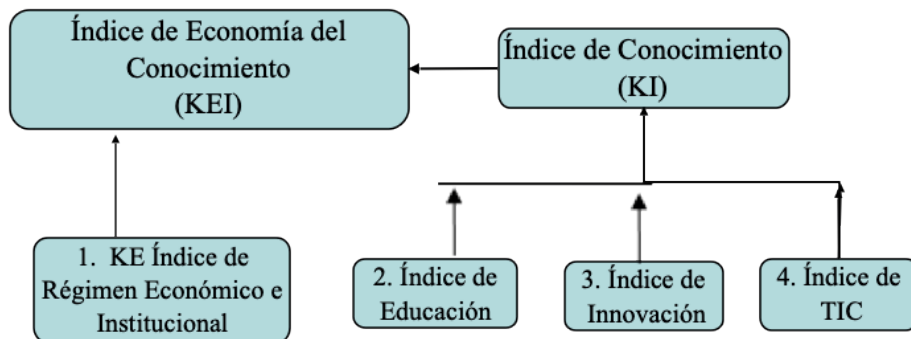 Índice de Economía del
Conocimiento
(KEI)
Índice de Conocimiento
(KI)
1. KE Índice de
Régimen Económico e
Institucional
2. Índice de
Educación
3. Índice de
Innovación
4. Índice de
TIC